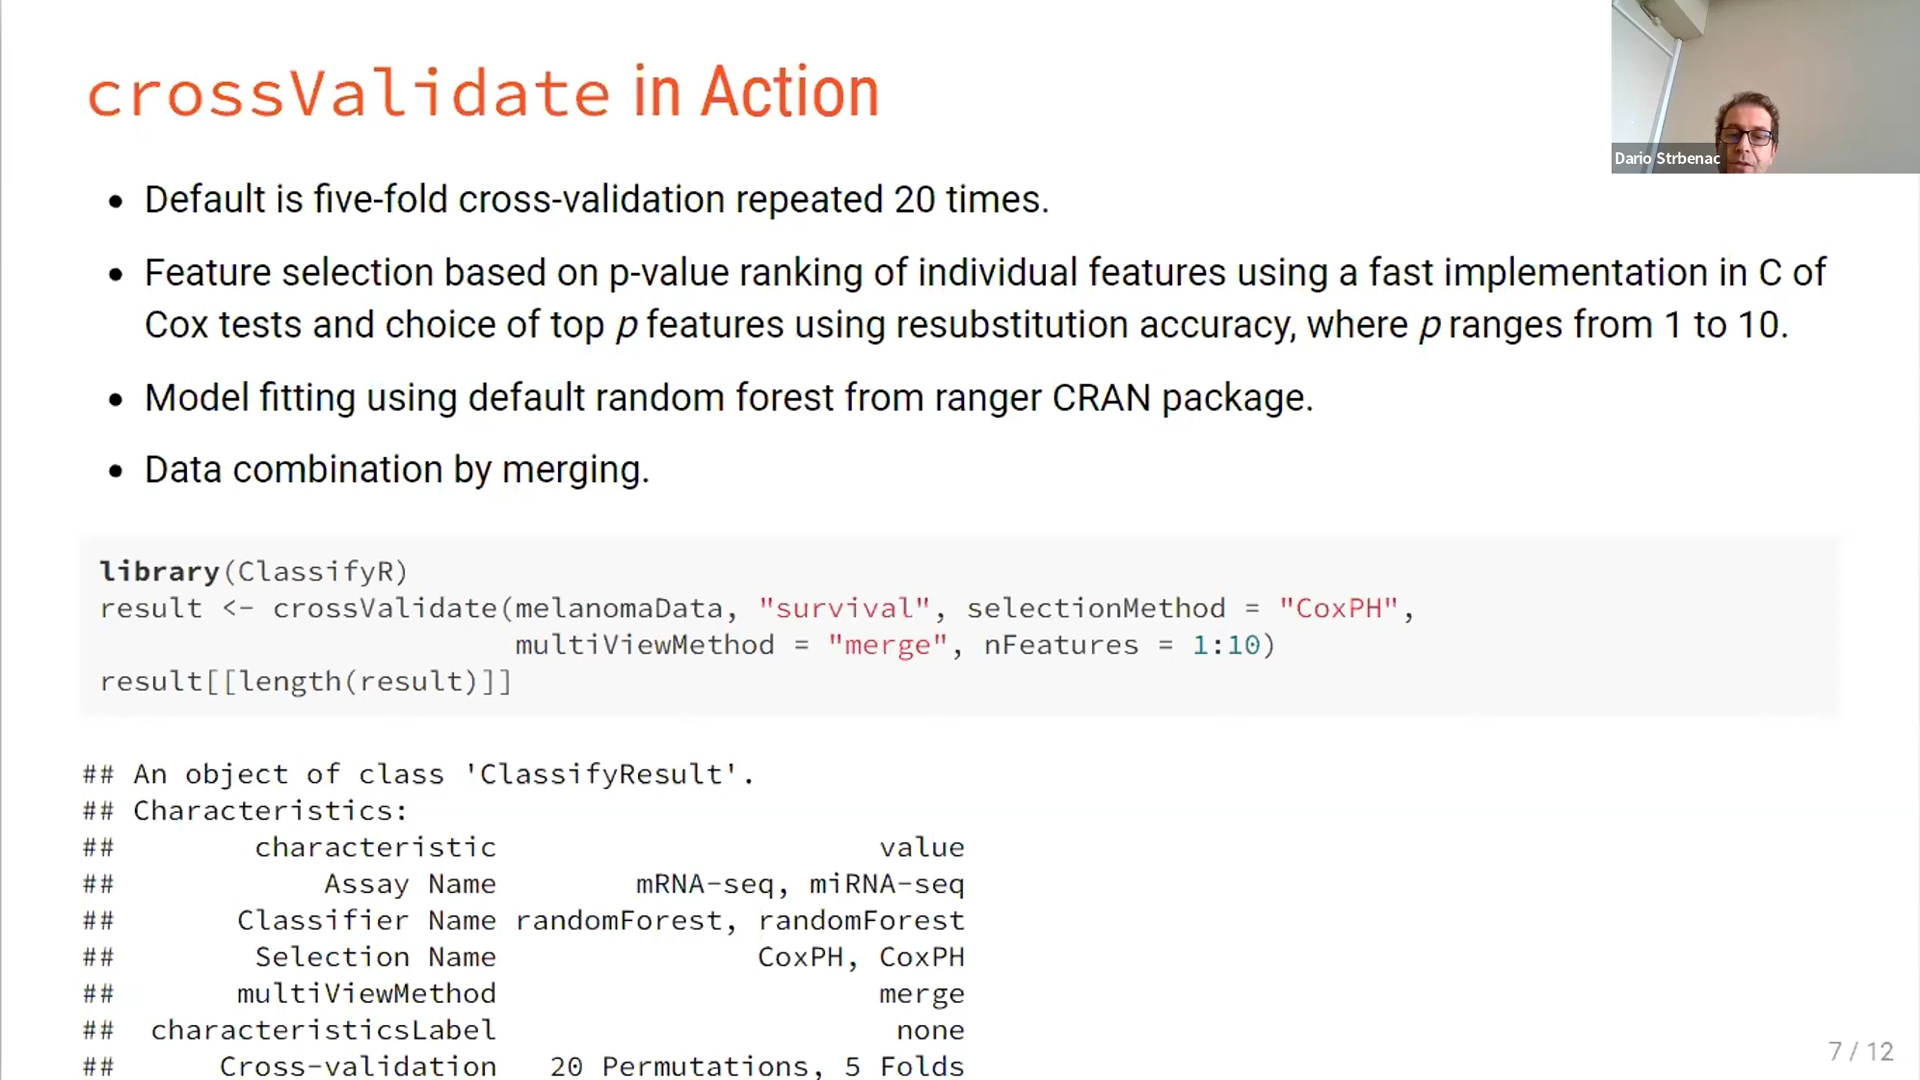 crossValidate in Action
Dario Strbenac
• Default is five-fold cross-validation repeated 20 times.
• Feature selection based on p-value ranking of individual features using a fast implementation in C of
Cox tests and choice of top p features using resubstitution accuracy, where p ranges from 1 to 10.
• Model fitting using default random forest from ranger CRAN package.
• Data combination by merging.
library(ClassifyR)
result <- crossValidate(melanomaData, "survival", selectionMethod = "CoxPH",
multiViewMethod = "merge", nFeatures = 1:10)
result[[length(result)]]
## An object of class 'ClassifyResult'.
## Characteristics:
## characteristic value
## Assay Name mRNA-seq, miRNA-seq
## Classifier Name randomForest, randomForest
## Selection Name CoxPH, CoxPH
## multiViewMethod merge
## characteristicsLabel none
## Cross-validation 20 Permutations, 5 Folds
7 / 12